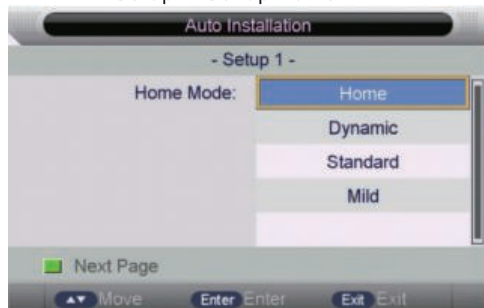 Auto Installation
- Setup 1 -
Home Mode: Home
Dynamic
Standard
Mild
Next Page
Move Enter Enter Exit Exit